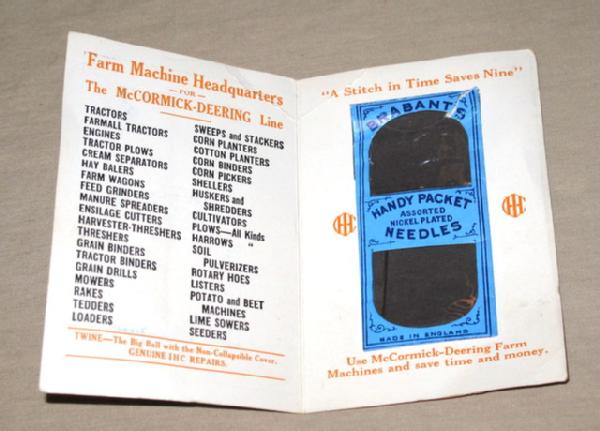 Farm Machine Headquarters
—FOR—
The McCORMICK-DEERING Line
TRACTORS
FARMALL TRACTORS
ENGINES
TRACTOR PLOWS
CREAM SEPARATORS
HAY BALERS
FARM WAGONS
FEED GRINDERS
MANURE SPREADERS
ENSILAGE CUTTERS
HARVESTER-THRESHERS
THRESHERS
GRAIN BINDERS
TRACTOR BINDERS
GRAIN DRILLS
MOWERS
RAKES
TEDDERS
LOADERS
SWEEPS and STACKERS
CORN PLANTERS
COTTON PLANTERS
CORN BINDERS
CORN PICKERS
SHELLERS
HUSKERS and
SHREDDERS
CULTIVATORS
PLOWS—All Kinds
HARROWS "
SOIL
PULVERIZERS
ROTARY HOES
LISTERS
POTATO and BEET
MACHINES
LIME SOWERS
SEEDERS
TWINE—The Big Ball with the Non-Collapsible Cover.
GENUINE IHC REPAIRS.
"A Stitch in Time Saves Nine"
BRABANT'S
HANDY PACKET
ASSORTED
NICKEL PLATED
NEEDLES
MADE IN ENGLAND
IHC
IHC
Use McCormick-Deering Farm
Machines and save time and money.